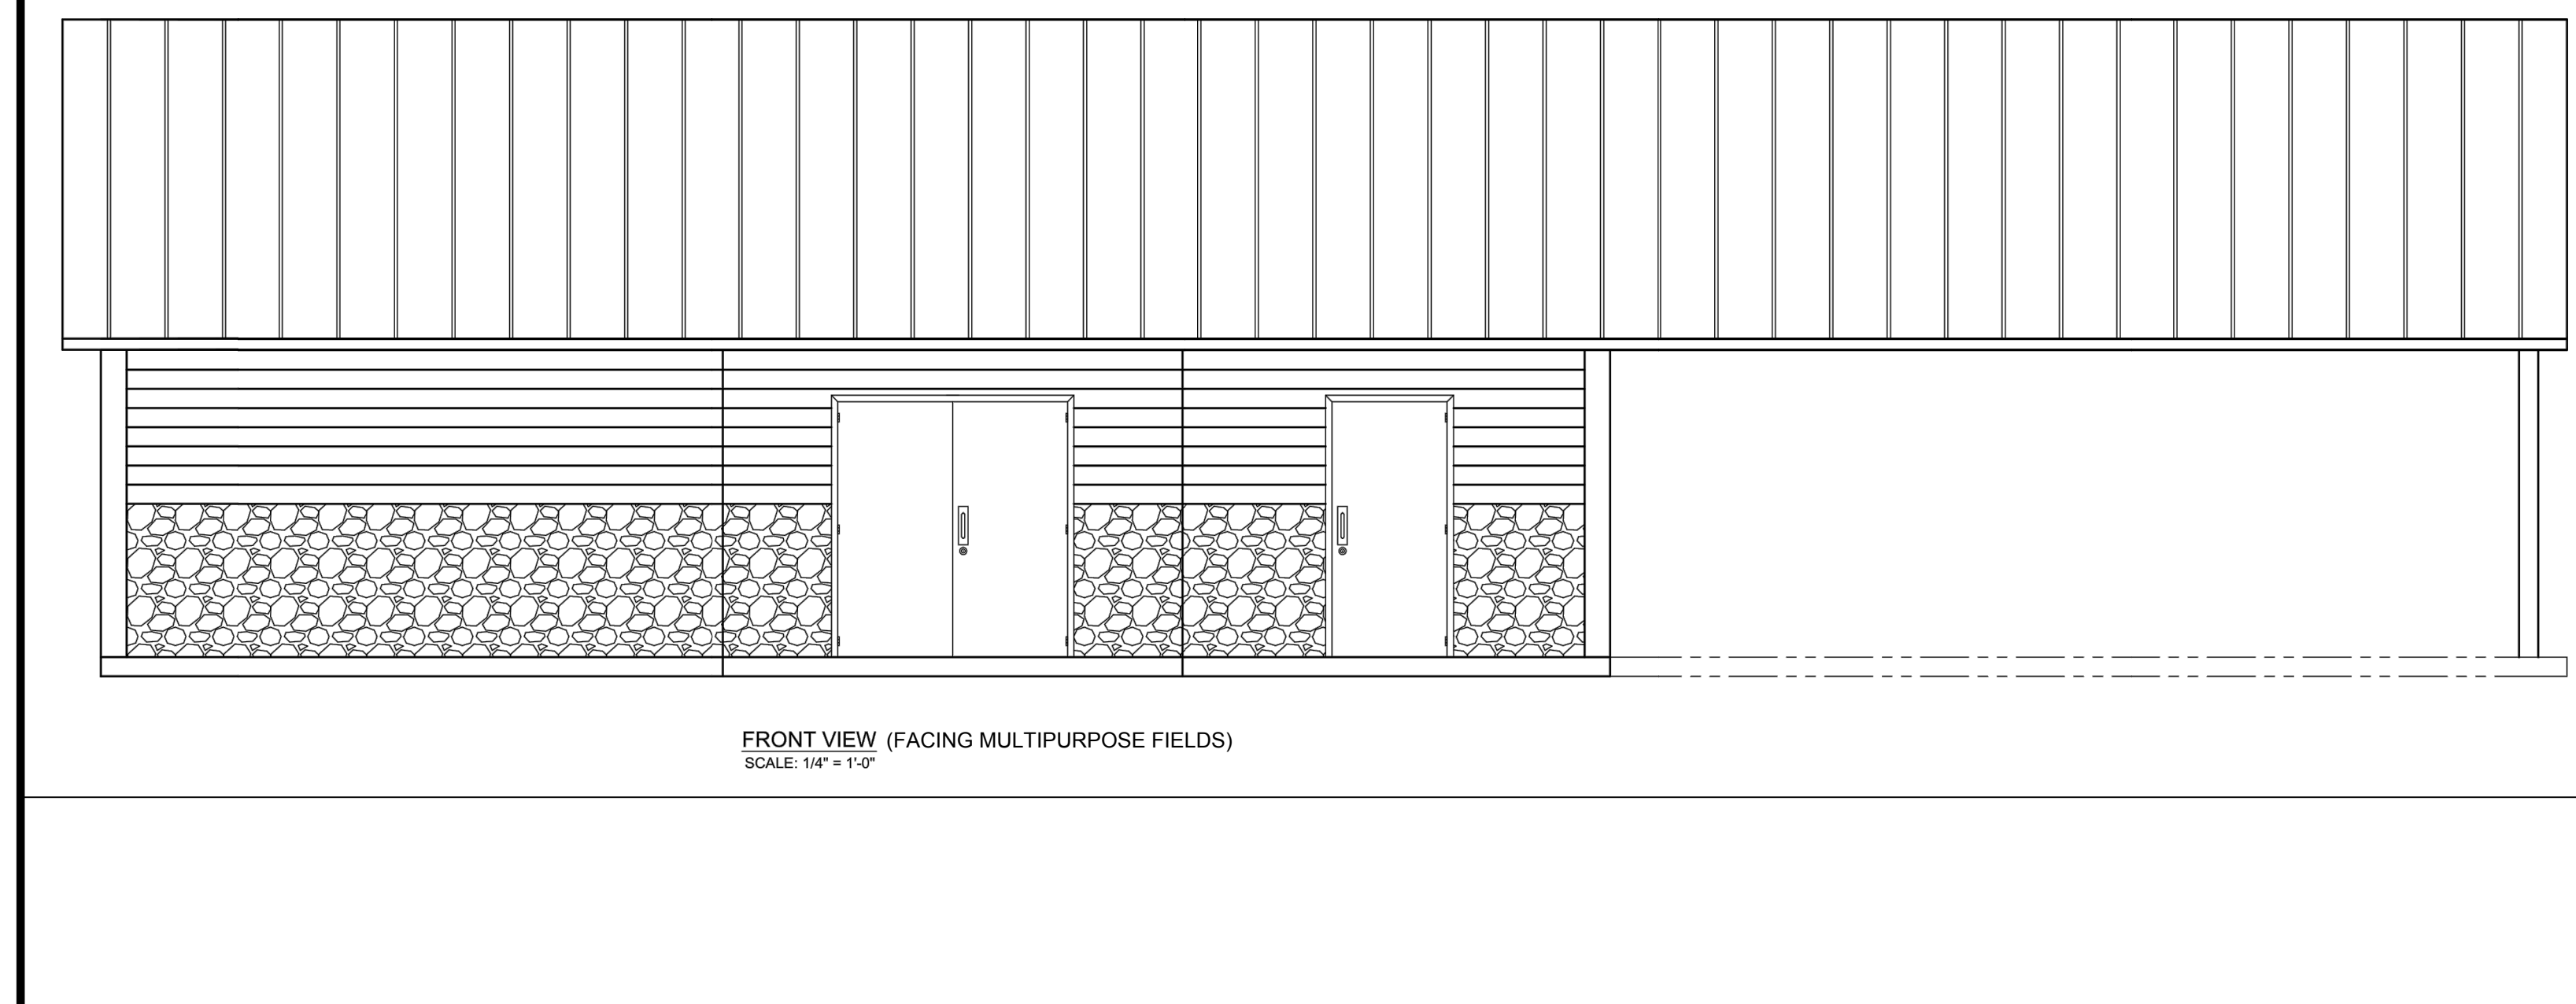 FRONT VIEW (FACING MULTIPURPOSE FIELDS)
SCALE: 1/4" = 1'-0"